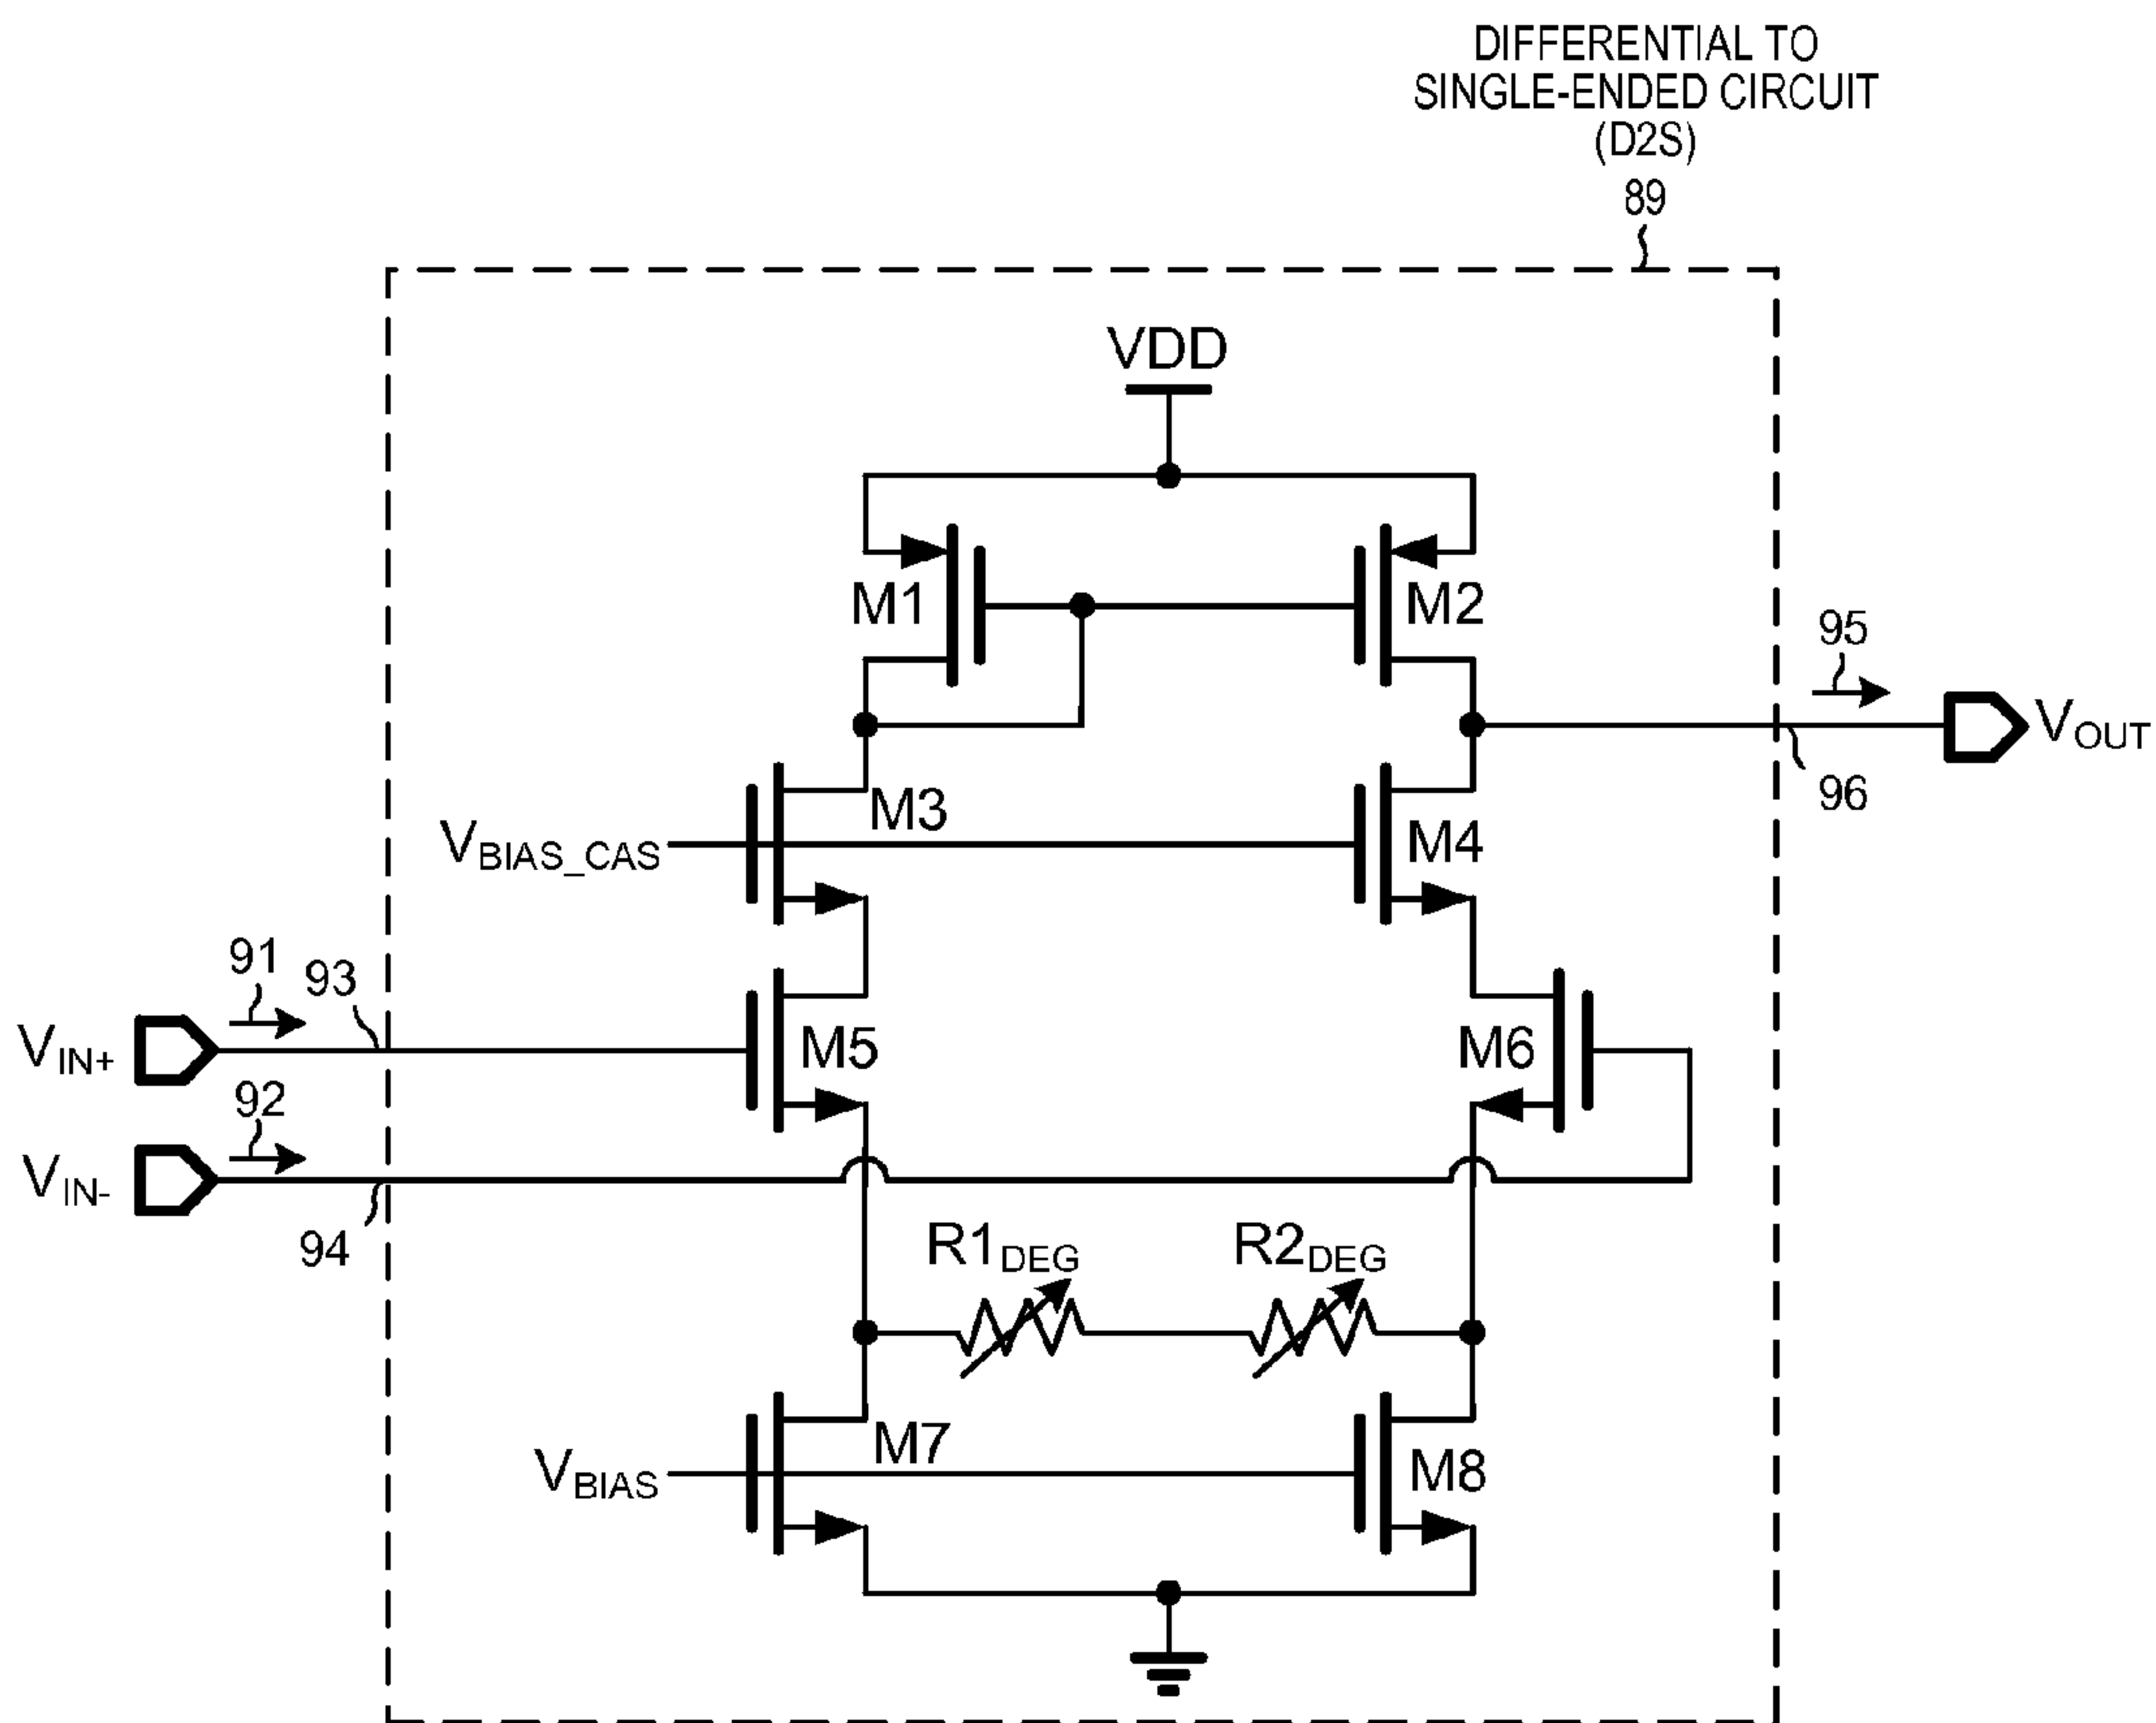 DIFFERENTIAL TO
SINGLE-ENDED CIRCUIT
(D2S)
89
VDD
M1
M2
95
VOUT
96
M3
VBIAS_CAS
M4
91
93
VIN+
M5
M6
92
VIN-
94
R1DEG
R2DEG
M7
VBIAS
M8